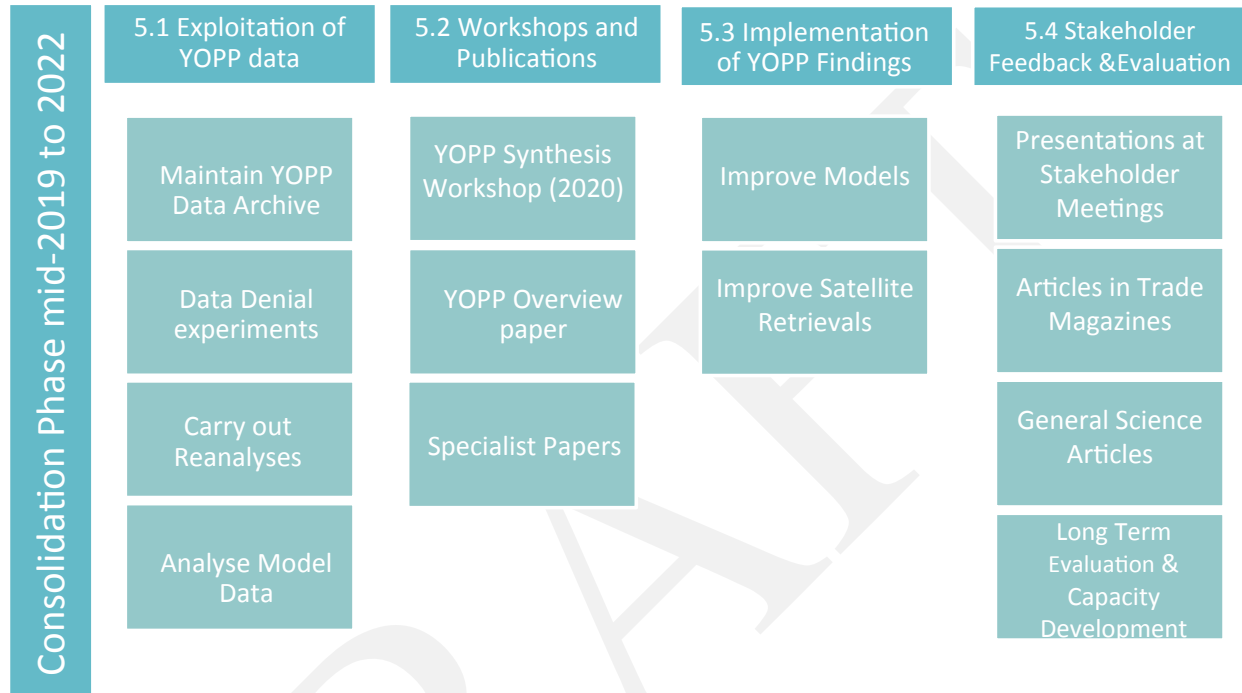 Consolidation Phase mid-2019 to 2022
5.1 Exploitation of
YOPP data
Maintain YOPP
Data Archive
Data Denial
experiments
Carry out
Reanalyses
Analyse Model
Data
5.2 Workshops and
Publications
YOPP Synthesis
Workshop (2020)
YOPP Overview
paper
Specialist Papers
5.3 Implementation
of YOPP Findings
Improve Models
Improve Satellite
Retrievals
5.4 Stakeholder
Feedback &Evaluation
Presentations at
Stakeholder
Meetings
Articles in Trade
Magazines
General Science
Articles
Long Term
Evaluation &
Capacity
Development